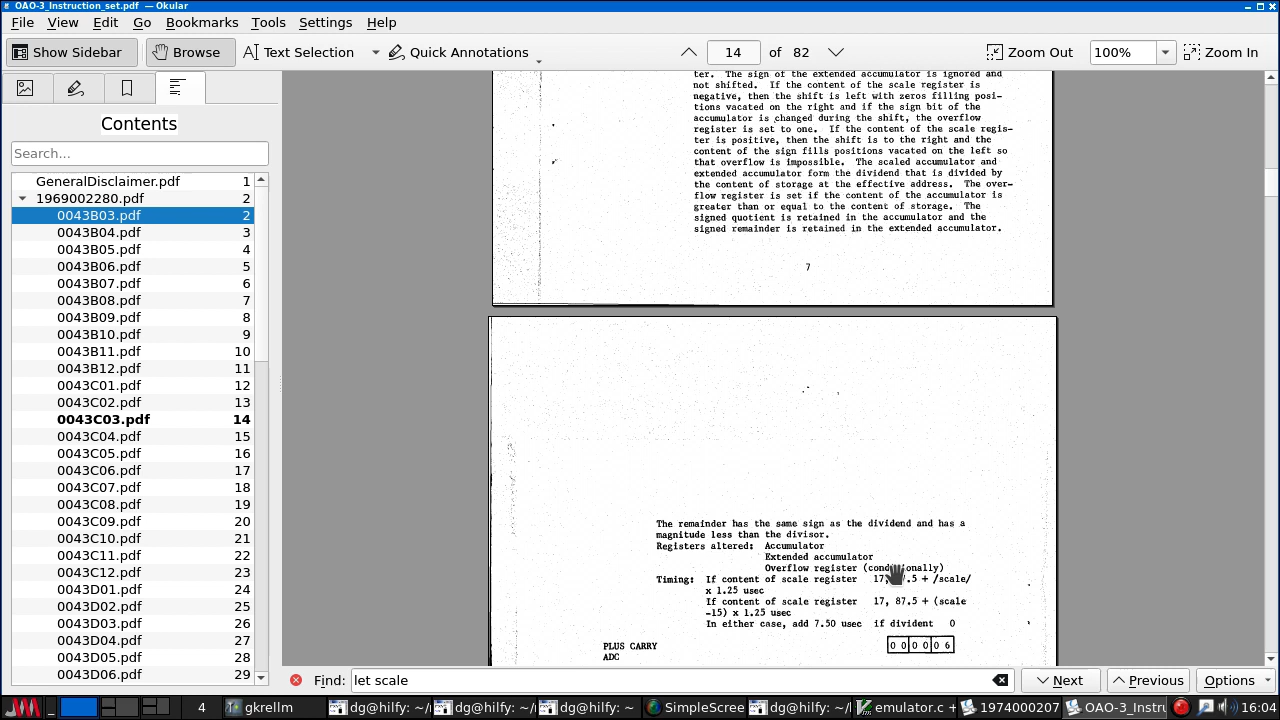 OAO-3_Instruction_set.pdf — Okular
File View Edit Go Bookmarks Tools Settings Help
Show Sidebar Browse Text Selection Quick Annotations 14 of 82 Zoom Out 100% Zoom In
Contents
Search...
GeneralDisclaimer.pdf 1
1969002280.pdf 2
0043B03.pdf 2
0043B04.pdf 3
0043B05.pdf 4
0043B06.pdf 5
0043B07.pdf 6
0043B08.pdf 7
0043B09.pdf 8
0043B10.pdf 9
0043B11.pdf 10
0043B12.pdf 11
0043C01.pdf 12
0043C02.pdf 13
0043C03.pdf 14
0043C04.pdf 15
0043C05.pdf 16
0043C06.pdf 17
0043C07.pdf 18
0043C08.pdf 19
0043C09.pdf 20
0043C10.pdf 21
0043C11.pdf 22
0043C12.pdf 23
0043D01.pdf 24
0043D02.pdf 25
0043D03.pdf 26
0043D04.pdf 27
0043D05.pdf 28
0043D06.pdf 29
ter. The sign of the extended accumulator is ignored and
not shifted. If the content of the scale register is
negative, then the shift is left with zeros filling posi-
tions vacated on the right and if the sign bit of the
accumulator is changed during the shift, the overflow
register is set to one. If the content of the scale regis-
ter is positive, then the shift is to the right and the
content of the sign fills positions vacated on the left so
that overflow is impossible. The scaled accumulator and
extended accumulator form the dividend that is divided by
the content of storage at the effective address. The over-
flow register is set if the content of the accumulator is
greater than or equal to the content of storage. The
signed quotient is retained in the accumulator and the
signed remainder is retained in the extended accumulator.
7
The remainder has the same sign as the dividend and has a
magnitude less than the divisor.
Registers altered: Accumulator
Extended accumulator
Overflow register (conditionally)
Timing: If content of scale register 17, .5 + /scale/
x 1.25 usec
If content of scale register 17, 87.5 + (scale
-15) x 1.25 usec
In either case, add 7.50 usec if divident 0
PLUS CARRY 0 0 0 0 0 6
ADC
Find: let scale Next Previous Options
4 gkrellm dg@hilfy: ~/ dg@hilfy: ~/ dg@hilfy: ~ SimpleScree dg@hilfy: ~/ emulator.c + 1974000207 OAO-3_Instru 16:04